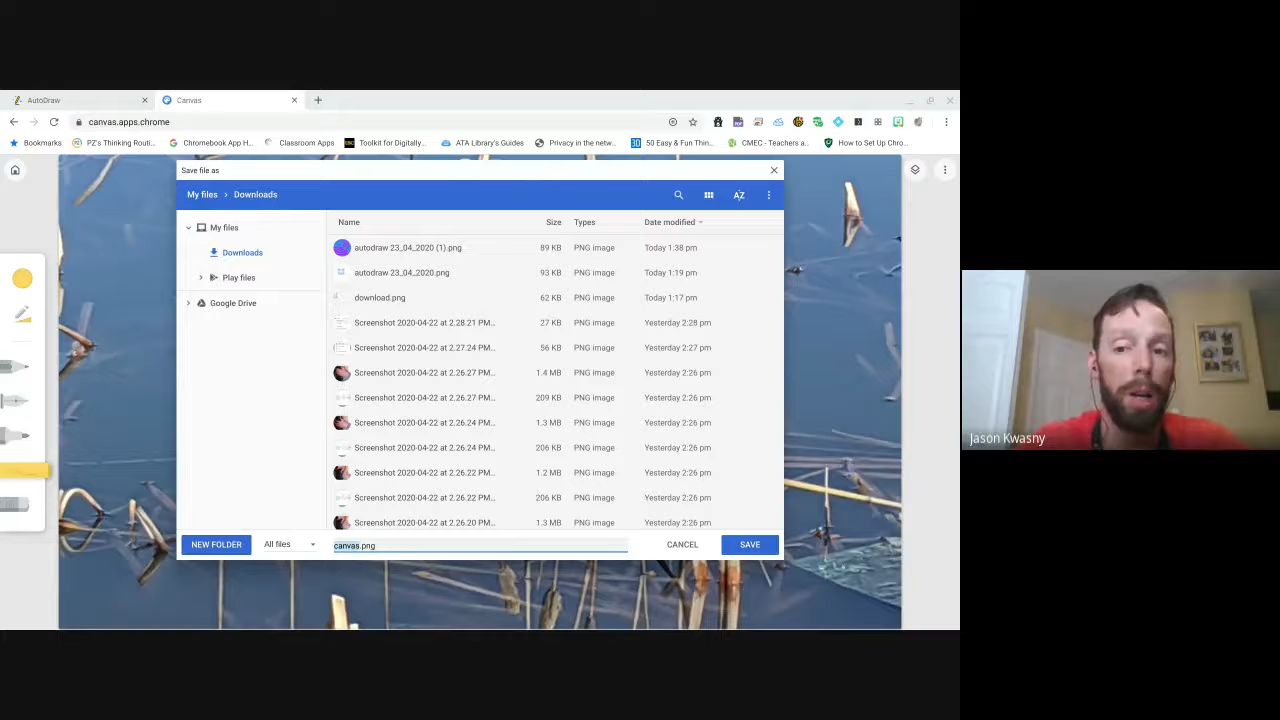 AutoDraw
Canvas
canvas.apps.chrome
Bookmarks
PZ's Thinking Routi...
Chromebook App H...
Classroom Apps
Toolkit for Digitally...
ATA Library's Guides
Privacy in the netw...
50 Easy & Fun Thin...
CMEC - Teachers a...
How to Set Up Chro...
Save file as
My files
Downloads
Name
Size
Types
Date modified
My files
Downloads
Play files
Google Drive
autodraw 23_04_2020 (1).png 89 KB PNG image Today 1:38 pm
autodraw 23_04_2020.png 93 KB PNG image Today 1:19 pm
download.png 62 KB PNG image Today 1:17 pm
Screenshot 2020-04-22 at 2.28.21 PM... 27 KB PNG image Yesterday 2:28 pm
Screenshot 2020-04-22 at 2.27.24 PM... 56 KB PNG image Yesterday 2:27 pm
Screenshot 2020-04-22 at 2.26.27 PM... 1.4 MB PNG image Yesterday 2:26 pm
Screenshot 2020-04-22 at 2.26.27 PM... 209 KB PNG image Yesterday 2:26 pm
Screenshot 2020-04-22 at 2.26.24 PM... 1.3 MB PNG image Yesterday 2:26 pm
Screenshot 2020-04-22 at 2.26.24 PM... 206 KB PNG image Yesterday 2:26 pm
Screenshot 2020-04-22 at 2.26.22 PM... 1.2 MB PNG image Yesterday 2:26 pm
Screenshot 2020-04-22 at 2.26.22 PM... 206 KB PNG image Yesterday 2:26 pm
Screenshot 2020-04-22 at 2.26.20 PM... 1.3 MB PNG image Yesterday 2:26 pm
NEW FOLDER
All files
canvas.png
CANCEL
SAVE
Jason Kwasny